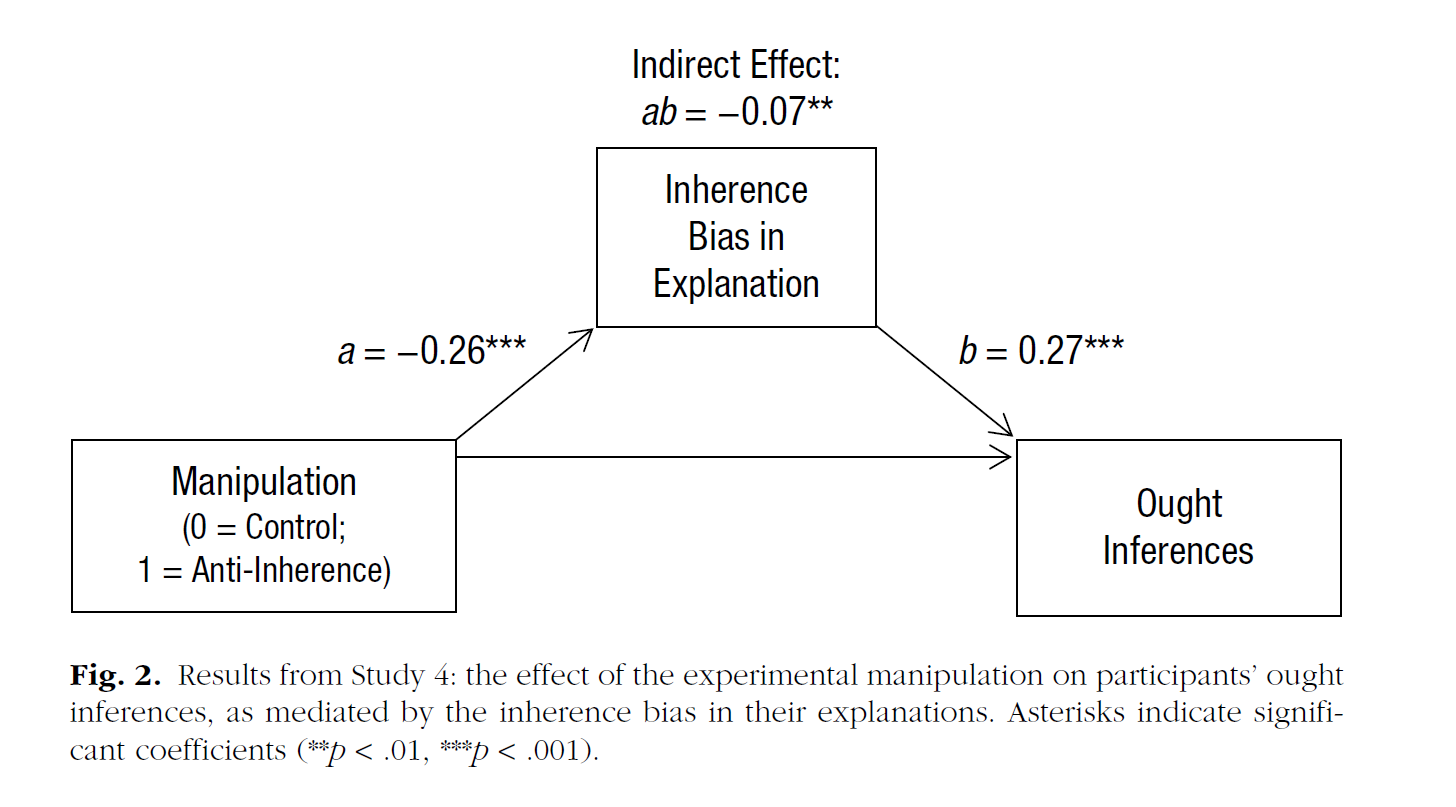 Indirect Effect:
ab = −0.07**
Inherence
Bias in
Explanation
a = −0.26***
b = 0.27***
Manipulation
(0 = Control;
1 = Anti-Inherence)
Ought
Inferences
Fig. 2. Results from Study 4: the effect of the experimental manipulation on participants’ ought
inferences, as mediated by the inherence bias in their explanations. Asterisks indicate signifi-
cant coefficients (**p < .01, ***p < .001).